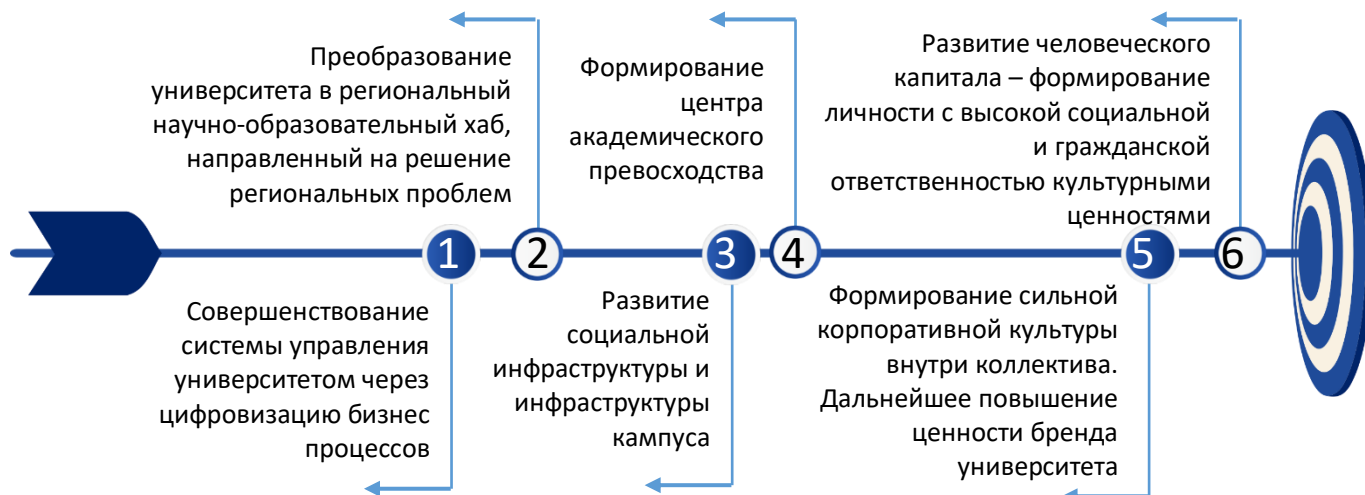 Преобразование
университета в региональный
научно-образовательный хаб,
направленный на решение
региональных проблем
Формирование
центра
академического
превосходства
Развитие человеческого
капитала – формирование
личности с высокой социальной
и гражданской
ответственностью культурными
ценностями
1
2
3
4
5
6
Совершенствование
системы управления
университетом через
цифровизацию бизнес
процессов
Развитие
социальной
инфраструктуры и
инфраструктуры
кампуса
Формирование сильной
корпоративной культуры
внутри коллектива.
Дальнейшее повышение
ценности бренда
университета